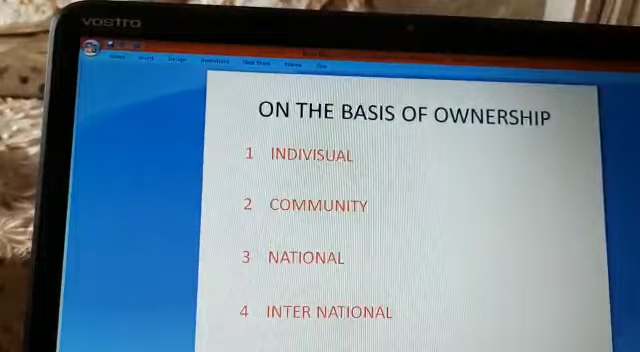 vostro
ON THE BASIS OF OWNERSHIP
1 INDIVISUAL
2 COMMUNITY
3 NATIONAL
4 INTER NATIONAL